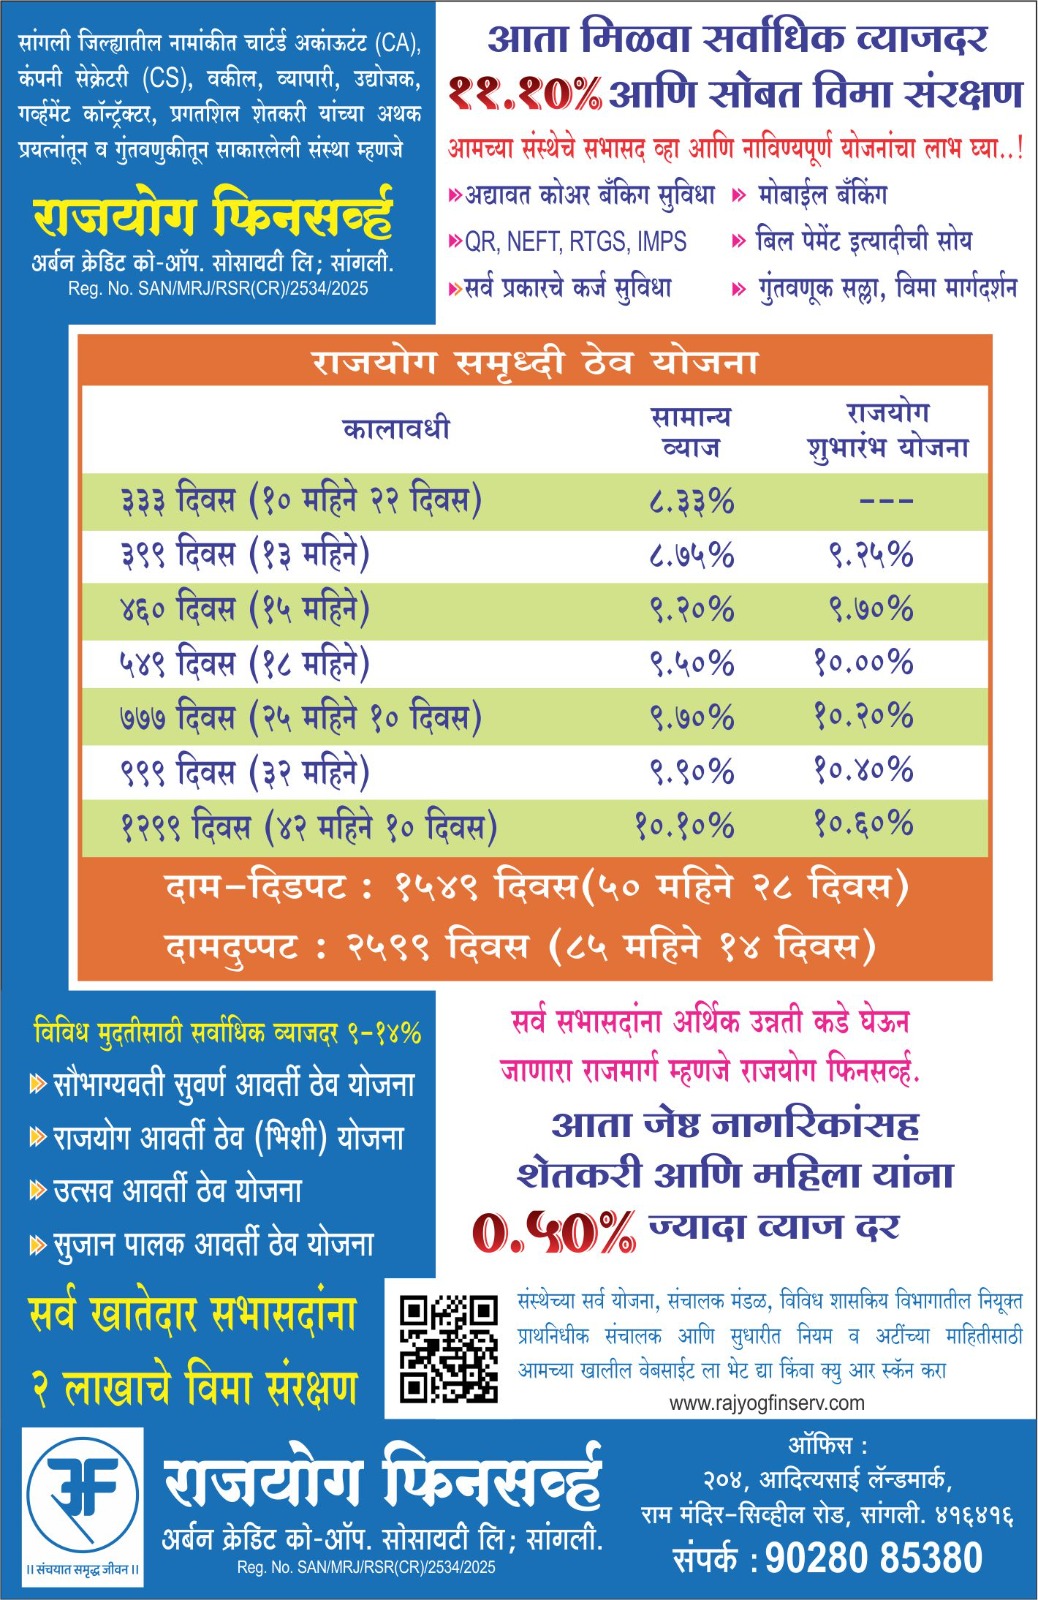 सांगली जिल्ह्यातील नामांकीत चार्टर्ड अकांऊटंट (CA),
कंपनी सेक्रेटरी (CS), वकील, व्यापारी, उद्योजक,
गर्व्हमेंट कॉन्ट्रॅक्टर, प्रगतशिल शेतकरी यांच्या अथक
प्रयत्नांतून व गुंतवणुकीतून साकारलेली संस्था म्हणजे
राजयोग फिनसर्व्ह
अर्बन क्रेडिट को-ऑप. सोसायटी लि; सांगली.
Reg. No. SAN/MRJ/RSR(CR)/2534/2025
आता मिळवा सर्वाधिक व्याजदर
११.१०% आणि सोबत विमा संरक्षण
आमच्या संस्थेचे सभासद व्हा आणि नाविण्यपूर्ण योजनांचा लाभ घ्या..!
अद्यावत कोअर बँकिग सुविधा
मोबाईल बँकिंग
QR, NEFT, RTGS, IMPS
बिल पेमेंट इत्यादीची सोय
सर्व प्रकारचे कर्ज सुविधा
गुंतवणूक सल्ला, विमा मार्गदर्शन
राजयोग समृध्दी ठेव योजना
कालावधी सामान्य व्याज राजयोग शुभारंभ योजना
३३३ दिवस (१० महिने २२ दिवस) ८.३३% ---
३९९ दिवस (१३ महिने) ८.७५% ९.२५%
४६० दिवस (१५ महिने) ९.२०% ९.७०%
५४९ दिवस (१८ महिने) ९.५०% १०.००%
७७७ दिवस (२५ महिने १० दिवस) ९.७०% १०.२०%
९९९ दिवस (३२ महिने) ९.९०% १०.४०%
१२९९ दिवस (४२ महिने १० दिवस) १०.१०% १०.६०%
दाम-दिडपट : १५४९ दिवस(५० महिने २८ दिवस)
दामदुप्पट : २५९९ दिवस (८५ महिने १४ दिवस)
विविध मुदतीसाठी सर्वाधिक व्याजदर ९-१४%
सौभाग्यवती सुवर्ण आवर्ती ठेव योजना
राजयोग आवर्ती ठेव (भिशी) योजना
उत्सव आवर्ती ठेव योजना
सुजान पालक आवर्ती ठेव योजना
सर्व खातेदार सभासदांना
२ लाखाचे विमा संरक्षण
सर्व सभासदांना अर्थिक उन्नती कडे घेऊन
जाणारा राजमार्ग म्हणजे राजयोग फिनसर्व्ह.
आता जेष्ट नागरिकांसह
शेतकरी आणि महिला यांना
०.५०% ज्यादा व्याज दर
संस्थेच्या सर्व योजना, संचालक मंडळ, विविध शासकिय विभागातील नियूक्त
प्राथनिधीक संचालक आणि सुधारीत नियम व अटींच्या माहितीसाठी
आमच्या खालील वेबसाईट ला भेट द्या किंवा क्यु आर स्कॅन करा
www.rajyogfinserv.com
॥ संचयात समृद्ध जीवन ॥
राजयोग फिनसर्व्ह
अर्बन क्रेडिट को-ऑप. सोसायटी लि; सांगली.
Reg. No. SAN/MRJ/RSR(CR)/2534/2025
ऑफिस :
२०४, आदित्यसाई लॅन्डमार्क,
राम मंदिर-सिव्हील रोड, सांगली. ४१६४१६
संपर्क : 90280 85380